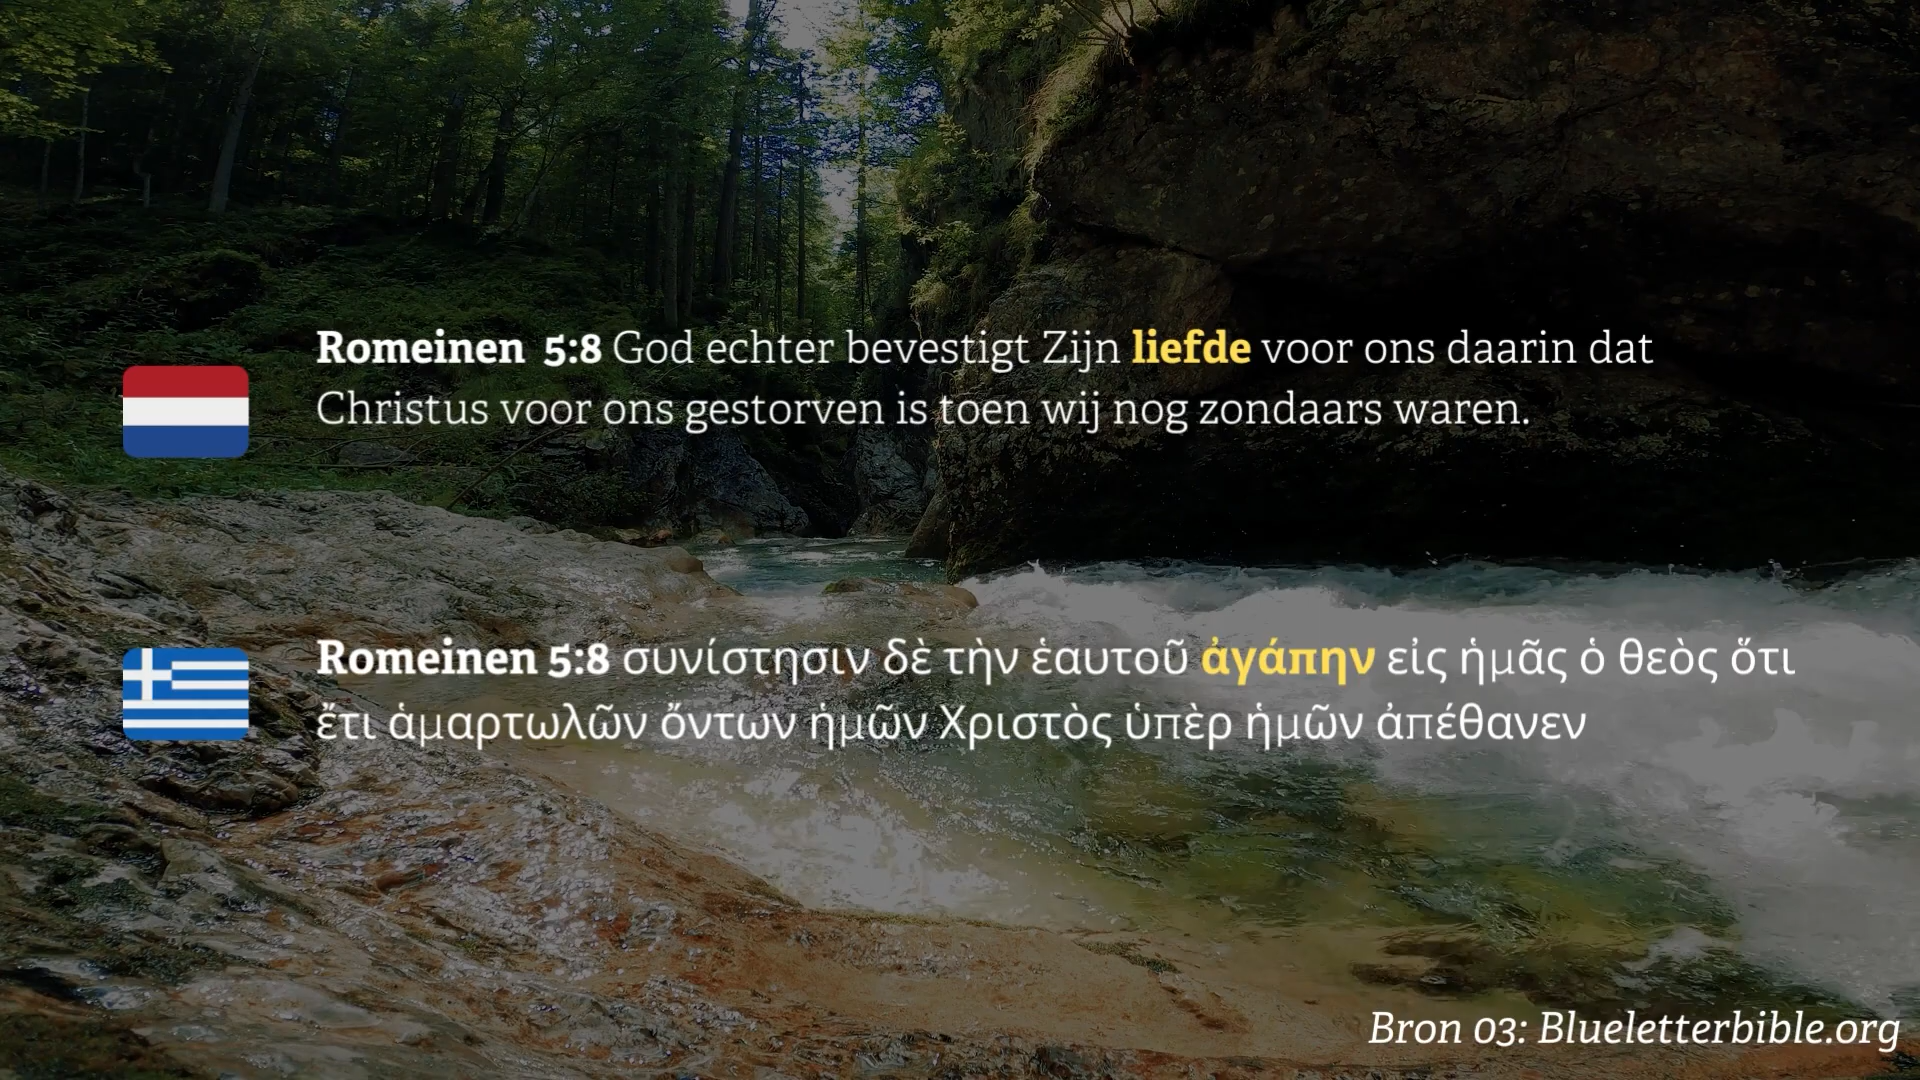 Romeinen 5:8 God echter bevestigt Zijn liefde voor ons daarin dat
Christus voor ons gestorven is toen wij nog zondaars waren.
Romeinen 5:8 συνίστησιν δὲ τὴν ἑαυτοῦ ἀγάπην εἰς ἡμᾶς ὁ θεὸς ὅτι
ἔτι ἁμαρτωλῶν ὄντων ἡμῶν Χριστὸς ὑπὲρ ἡμῶν ἀπέθανεν
Bron 03: Blueletterbible.org